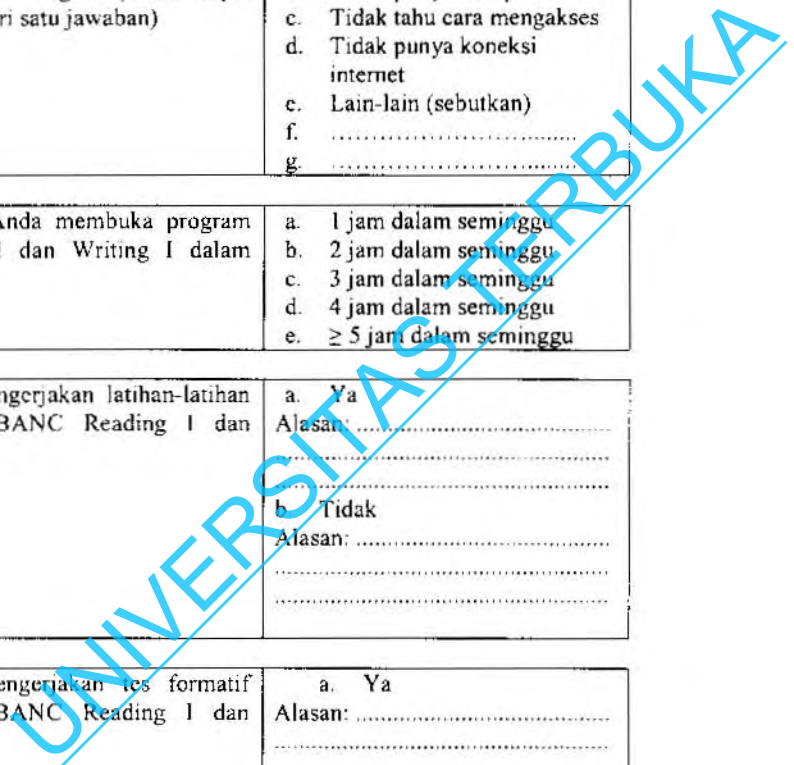 ri satu jawaban)
c. Tidak tahu cara mengakses
d. Tidak punya koneksi
internet
e. Lain-lain (sebutkan)
f. ................................
g. ................................
Anda membuka program
dan Writing I dalam
a. 1 jam dalam seminggu
b. 2 jam dalam seminggu
c. 3 jam dalam seminggu
d. 4 jam dalam seminggu
e. ≥ 5 jam dalam seminggu
ngerjakan latihan-latihan
BANC Reading I dan
a. Ya
Alasan: ......................................
..................................................
..................................................
b. Tidak
Alasan: ......................................
..................................................
..................................................
engerjakan tes formatif
BANC Reading I dan
a. Ya
Alasan: ......................................
..................................................
UNIVERSITAS TERBUKA